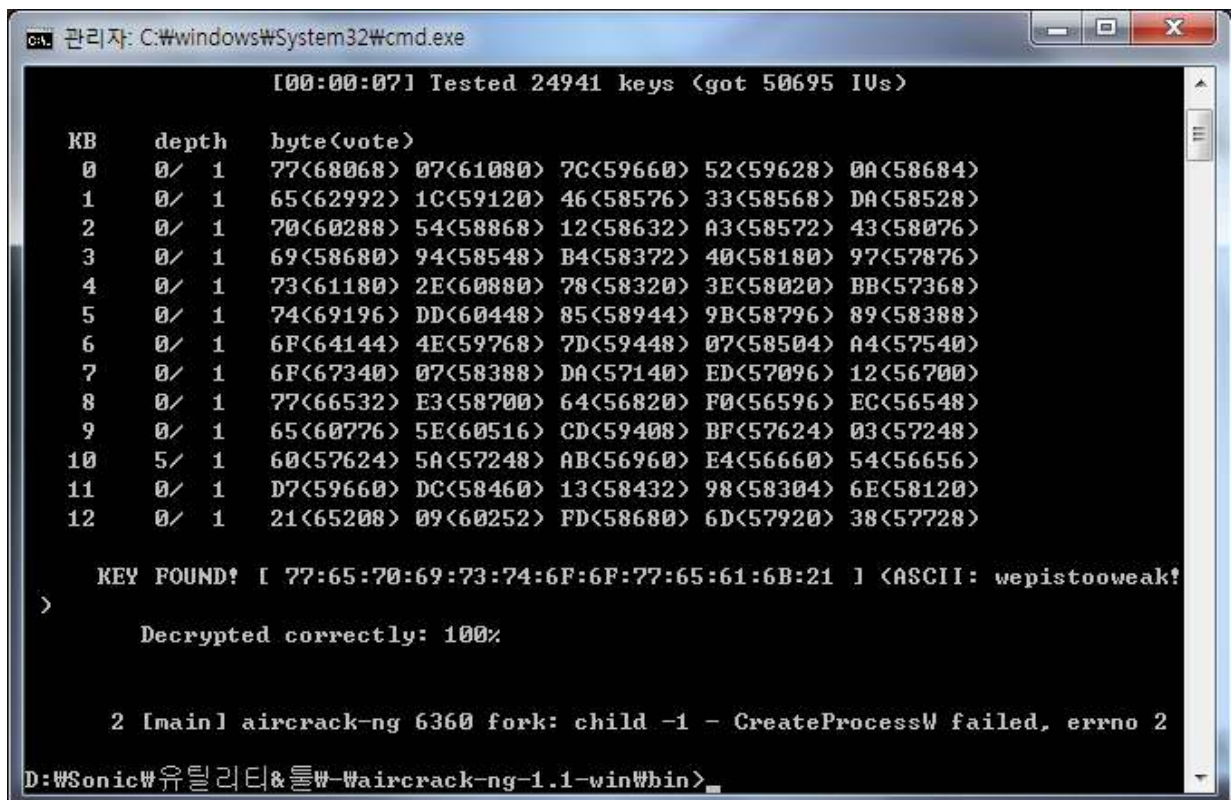 관리자: C:₩windows₩System32₩cmd.exe
[00:00:07] Tested 24941 keys (got 50695 IVs)
KB depth byte(vote)
0 0/ 1 77(68068) 07(61080) 7C(59660) 52(59628) 0A(58684)
1 0/ 1 65(62992) 1C(59120) 46(58576) 33(58568) DA(58528)
2 0/ 1 70(60288) 54(58868) 12(58632) A3(58572) 43(58076)
3 0/ 1 69(58680) 94(58548) B4(58372) 40(58180) 97(57876)
4 0/ 1 73(61180) 2E(60880) 78(58320) 3E(58020) BB(57368)
5 0/ 1 74(69196) DD(60448) 85(58944) 9B(58796) 89(58388)
6 0/ 1 6F(64144) 4E(59768) 7D(59448) 07(58504) A4(57540)
7 0/ 1 6F(67340) 07(58388) DA(57140) ED(57096) 12(56700)
8 0/ 1 77(66532) E3(58700) 64(56820) F0(56596) EC(56548)
9 0/ 1 65(60776) 5E(60516) CD(59408) BF(57624) 03(57248)
10 5/ 1 60(57624) 5A(57248) AB(56960) E4(56660) 54(56656)
11 0/ 1 D7(59660) DC(58460) 13(58432) 98(58304) 6E(58120)
12 0/ 1 21(65208) 09(60252) FD(58680) 6D(57920) 38(57728)
KEY FOUND! [ 77:65:70:69:73:74:6F:6F:77:65:61:6B:21 ] (ASCII: wepistooweak!
)
Decrypted correctly: 100%
2 [main] aircrack-ng 6360 fork: child -1 - CreateProcessW failed, errno 2
D:₩Sonic₩유틸리티&툴₩-₩aircrack-ng-1.1-win₩bin>_